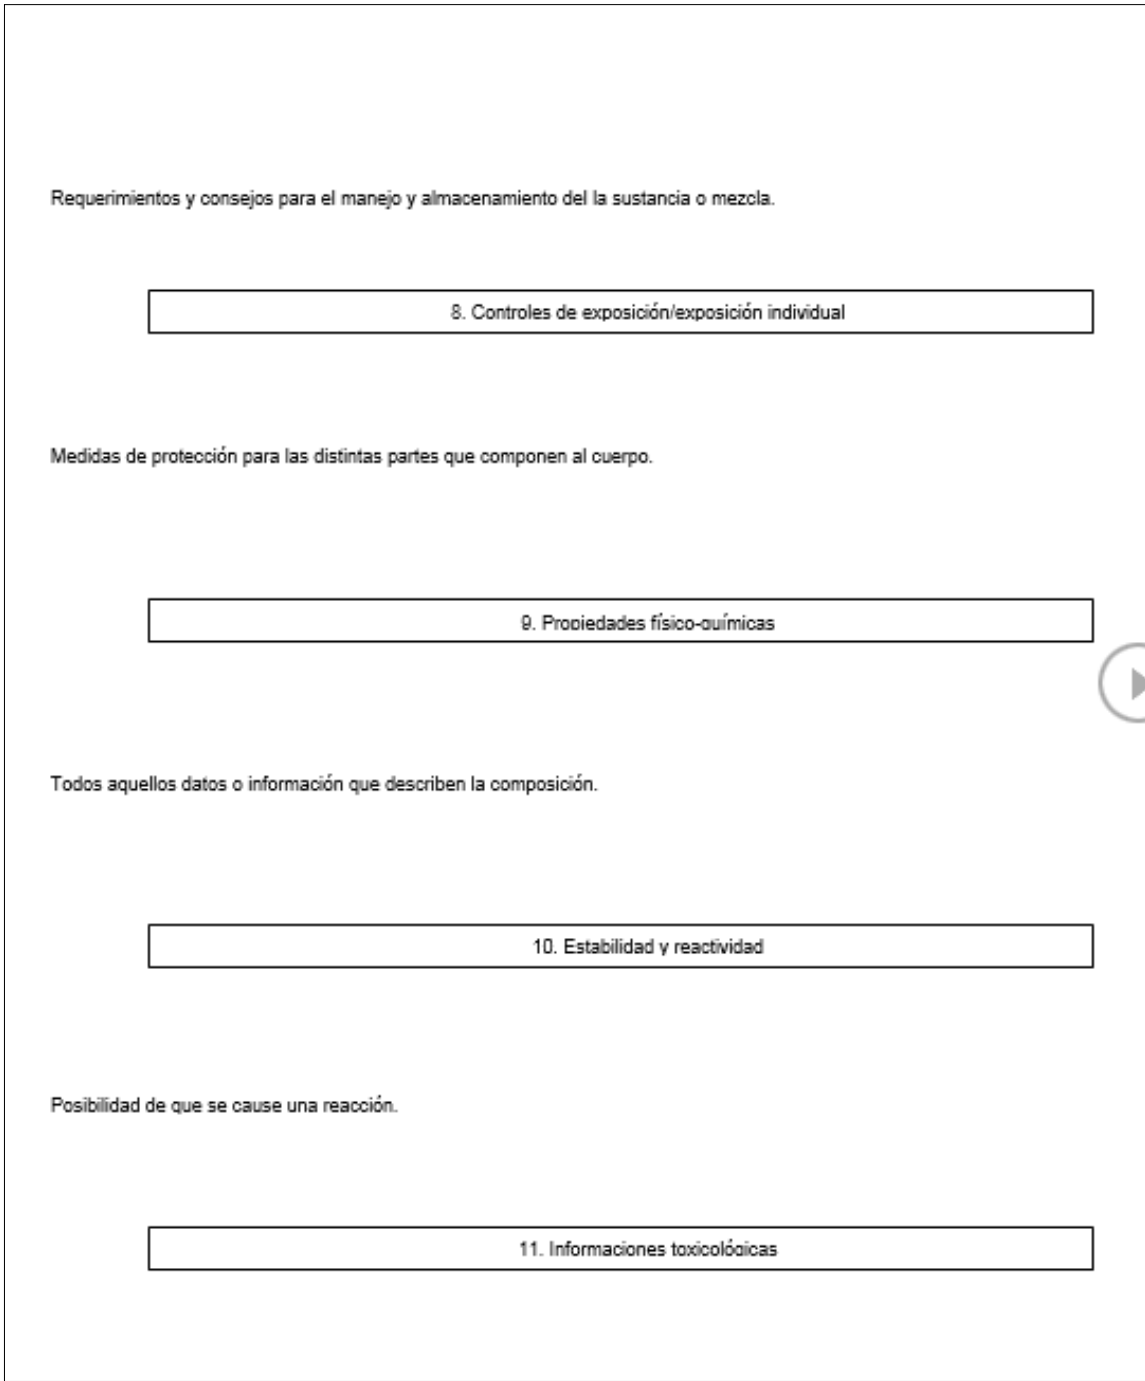 Requerimientos y consejos para el manejo y almacenamiento del la sustancia o mezcla.
8. Controles de exposición/exposición individual
Medidas de protección para las distintas partes que componen al cuerpo.
9. Propiedades físico-químicas
Todos aquellos datos o información que describen la composición.
10. Estabilidad y reactividad
Posibilidad de que se cause una reacción.
11. Informaciones toxicológicas